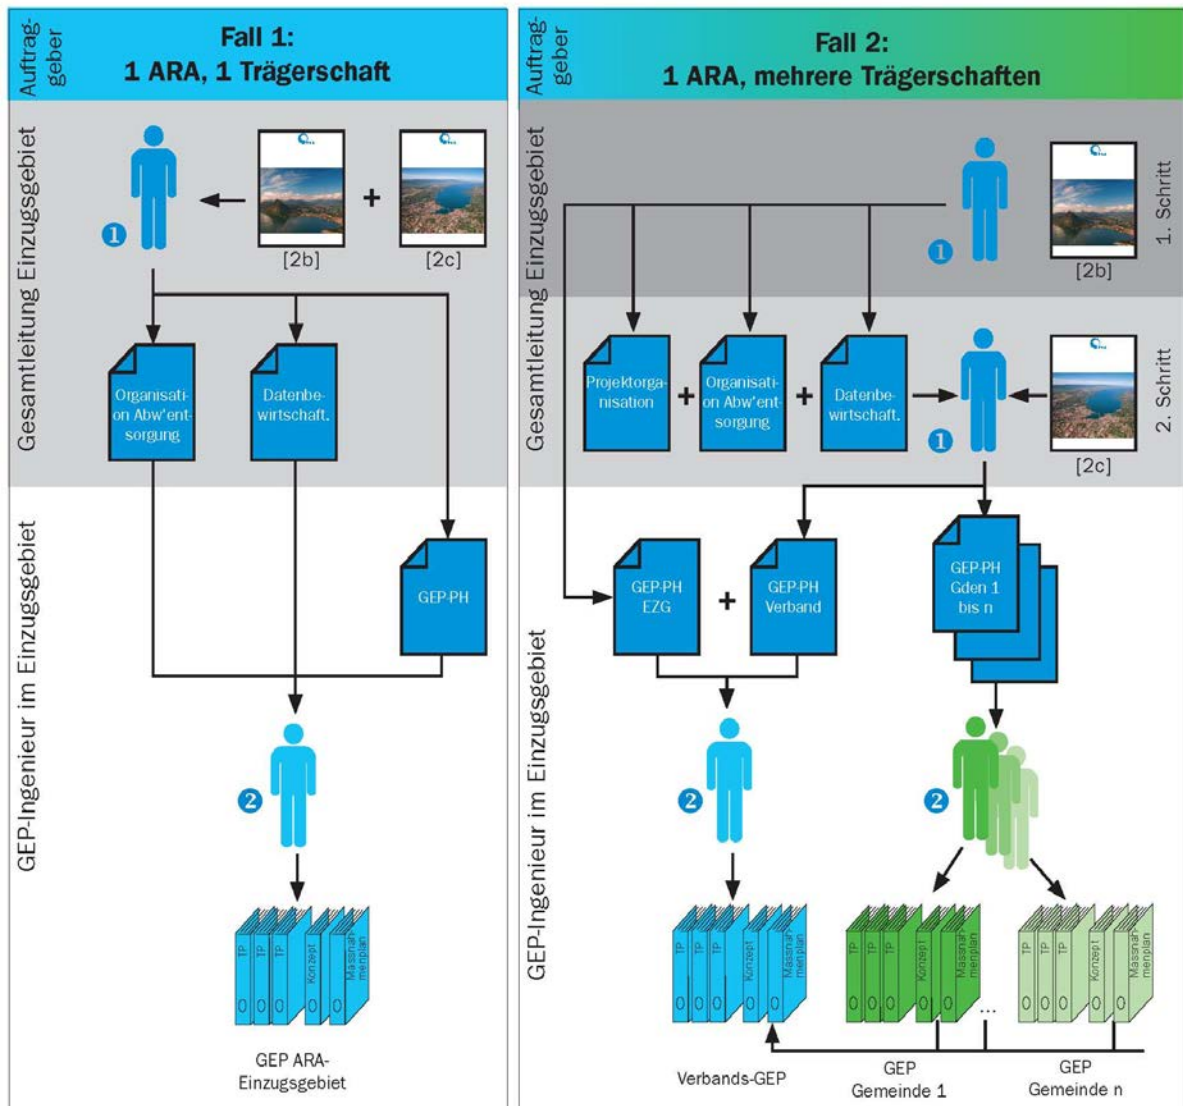 Auftrag-
geber
Fall 1:
1 ARA, 1 Trägerschaft
Gesamtleitung Einzugsgebiet
1
[2b]
+
[2c]
Organisa-
tion Abw'ent-
sorgung
Datenbe-
wirtschaft.
GEP-Ingenieur im Einzugsgebiet
GEP-PH
2
TP
TP
TP
Konzept
Massnah-
menplan
GEP ARA-
Einzugsgebiet
Auftrag-
geber
Fall 2:
1 ARA, mehrere Trägerschaften
Gesamtleitung Einzugsgebiet
1
[2b]
1. Schritt
Projektorga-
nisation
+
Organisati-
on Abw'ent-
sorgung
+
Datenbe-
wirtschaft.
1
[2c]
2. Schritt
GEP-Ingenieur im Einzugsgebiet
GEP-PH
EZG
+
GEP-PH
Verband
GEP-PH
Gden 1
bis n
2
2
TP
TP
TP
Konzept
Massnah-
menplan
TP
TP
TP
Konzept
Massnah-
menplan
...
TP
TP
TP
Konzept
Massnah-
menplan
Verbands-GEP
GEP
Gemeinde 1
GEP
Gemeinde n